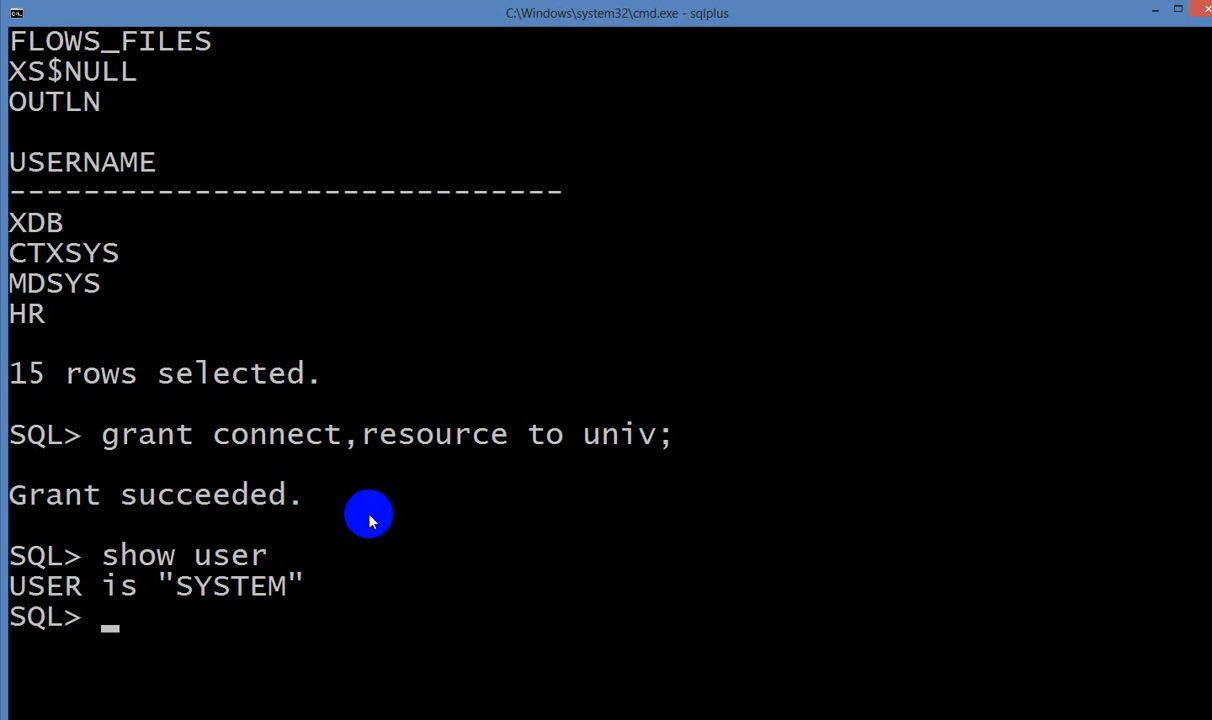 C:\Windows\system32\cmd.exe - sqlplus
FLOWS_FILES
XS$NULL
OUTLN
USERNAME
------------------------------
XDB
CTXSYS
MDSYS
HR
15 rows selected.
SQL> grant connect,resource to univ;
Grant succeeded.
SQL> show user
USER is "SYSTEM"
SQL> _